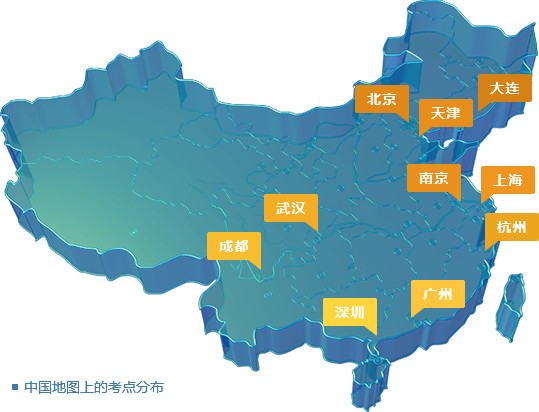 北京
大连
天津
南京
上海
武汉
杭州
成都
广州
深圳
中国地图上的考点分布